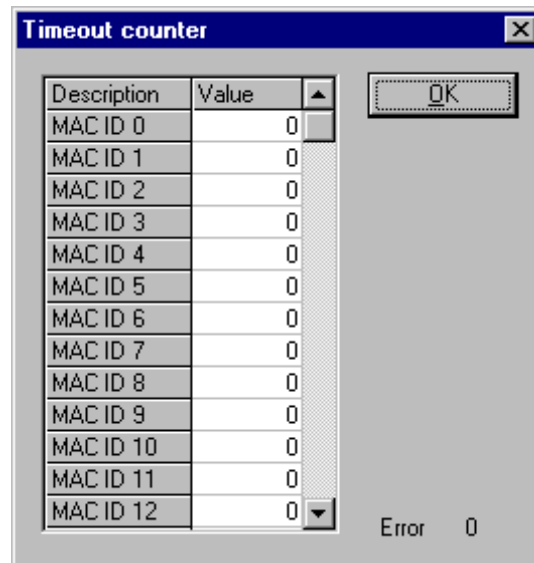 Timeout counter
Description Value
OK
MAC ID 0 0
MAC ID 1 0
MAC ID 2 0
MAC ID 3 0
MAC ID 4 0
MAC ID 5 0
MAC ID 6 0
MAC ID 7 0
MAC ID 8 0
MAC ID 9 0
MAC ID 10 0
MAC ID 11 0
MAC ID 12 0
Error 0